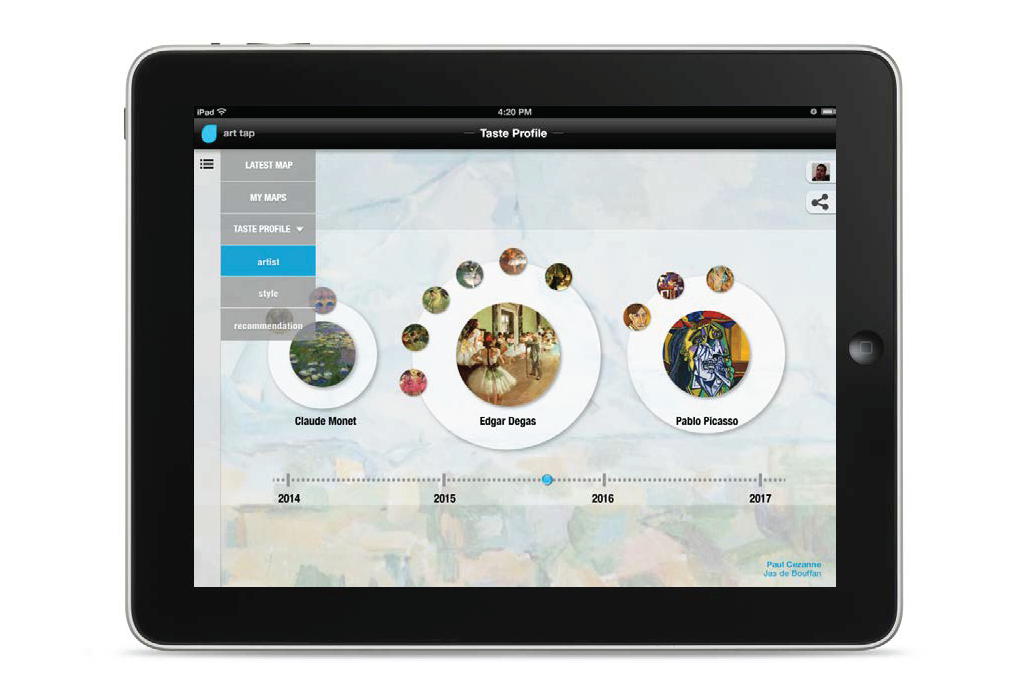 iPad
4:20 PM
art tap
Taste Profile
LATEST MAP
MY MAPS
TASTE PROFILE
artist
style
recommendation
Claude Monet
Edgar Degas
Pablo Picasso
2014
2015
2016
2017
Paul Cezanne
Jas de Bouffan